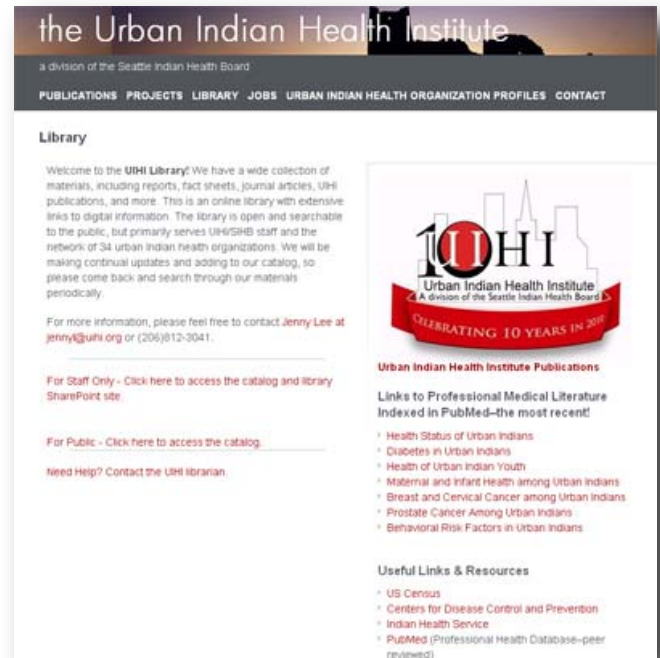 the Urban Indian Health Institute
a division of the Seattle Indian Health Board
PUBLICATIONS PROJECTS LIBRARY JOBS URBAN INDIAN HEALTH ORGANIZATION PROFILES CONTACT
Library
Welcome to the UIHI Library! We have a wide collection of
materials, including reports, fact sheets, journal articles, UIHI
publications, and more. This is an online library with extensive
links to digital information. The library is open and searchable
to the public, but primarily serves UIHI/SIHB staff and the
network of 34 urban Indian health organizations. We will be
making continual updates and adding to our catalog, so
please come back and search through our materials
periodically.
For more information, please feel free to contact Jenny Lee at
jennyl@uihi.org or (206)812-3041.
For Staff Only - Click here to access the catalog and library
SharePoint site.
For Public - Click here to access the catalog.
Need Help? Contact the UIHI librarian.
10 UIHI
Urban Indian Health Institute
A division of the Seattle Indian Health Board
CELEBRATING 10 YEARS IN 2010
Urban Indian Health Institute Publications
Links to Professional Medical Literature
Indexed in PubMed–the most recent!
Health Status of Urban Indians
Diabetes in Urban Indians
Health of Urban Indian Youth
Maternal and Infant Health among Urban Indians
Breast and Cervical Cancer among Urban Indians
Prostate Cancer Among Urban Indians
Behavioral Risk Factors in Urban Indians
Useful Links & Resources
US Census
Centers for Disease Control and Prevention
Indian Health Service
PubMed (Professional Health Database–peer
reviewed)